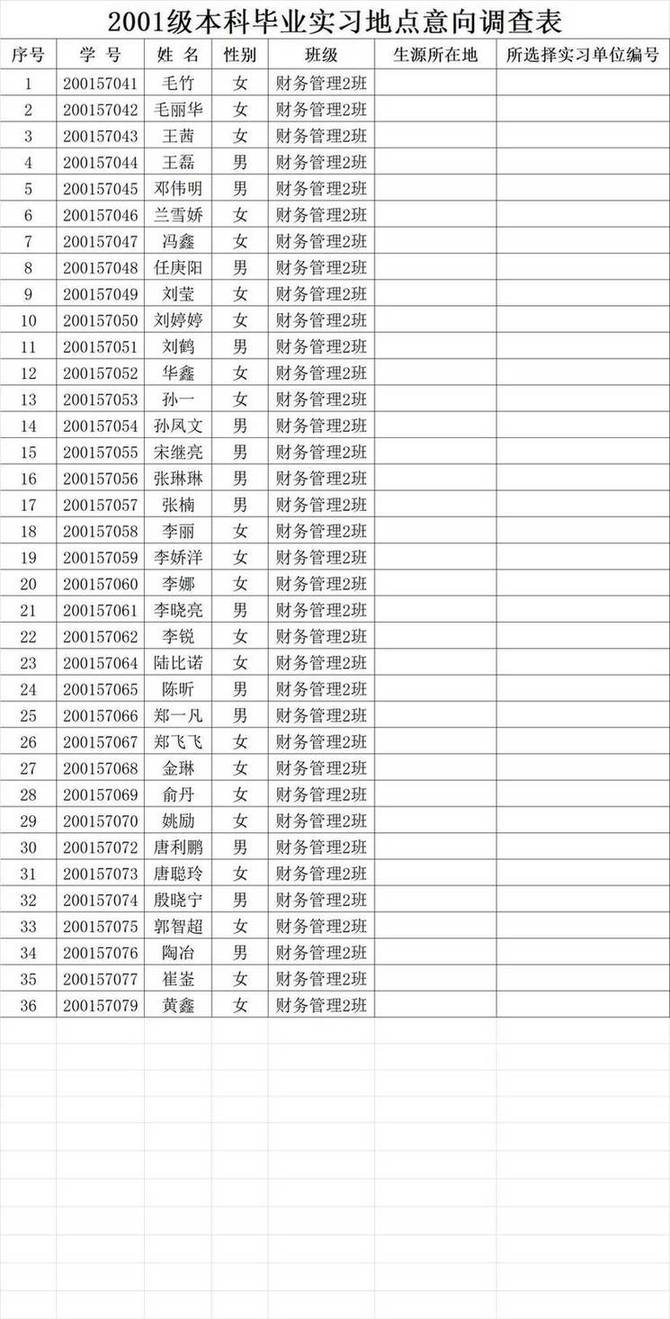 2001级本科毕业实习地点意向调查表
序号 学 号 姓 名 性别 班级 生源所在地 所选择实习单位编号
1 200157041 毛竹 女 财务管理2班
2 200157042 毛丽华 女 财务管理2班
3 200157043 王茜 女 财务管理2班
4 200157044 王磊 男 财务管理2班
5 200157045 邓伟明 男 财务管理2班
6 200157046 兰雪娇 女 财务管理2班
7 200157047 冯鑫 女 财务管理2班
8 200157048 任庚阳 男 财务管理2班
9 200157049 刘莹 女 财务管理2班
10 200157050 刘婷婷 女 财务管理2班
11 200157051 刘鹤 男 财务管理2班
12 200157052 华鑫 女 财务管理2班
13 200157053 孙一 女 财务管理2班
14 200157054 孙凤文 男 财务管理2班
15 200157055 宋继亮 男 财务管理2班
16 200157056 张琳琳 男 财务管理2班
17 200157057 张楠 男 财务管理2班
18 200157058 李丽 女 财务管理2班
19 200157059 李娇洋 女 财务管理2班
20 200157060 李娜 女 财务管理2班
21 200157061 李晓亮 男 财务管理2班
22 200157062 李锐 女 财务管理2班
23 200157064 陆比诺 女 财务管理2班
24 200157065 陈昕 男 财务管理2班
25 200157066 郑一凡 男 财务管理2班
26 200157067 郑飞飞 女 财务管理2班
27 200157068 金琳 女 财务管理2班
28 200157069 俞丹 女 财务管理2班
29 200157070 姚励 女 财务管理2班
30 200157072 唐利鹏 男 财务管理2班
31 200157073 唐聪玲 女 财务管理2班
32 200157074 殷晓宁 男 财务管理2班
33 200157075 郭智超 女 财务管理2班
34 200157076 陶冶 男 财务管理2班
35 200157077 崔崟 女 财务管理2班
36 200157079 黄鑫 女 财务管理2班